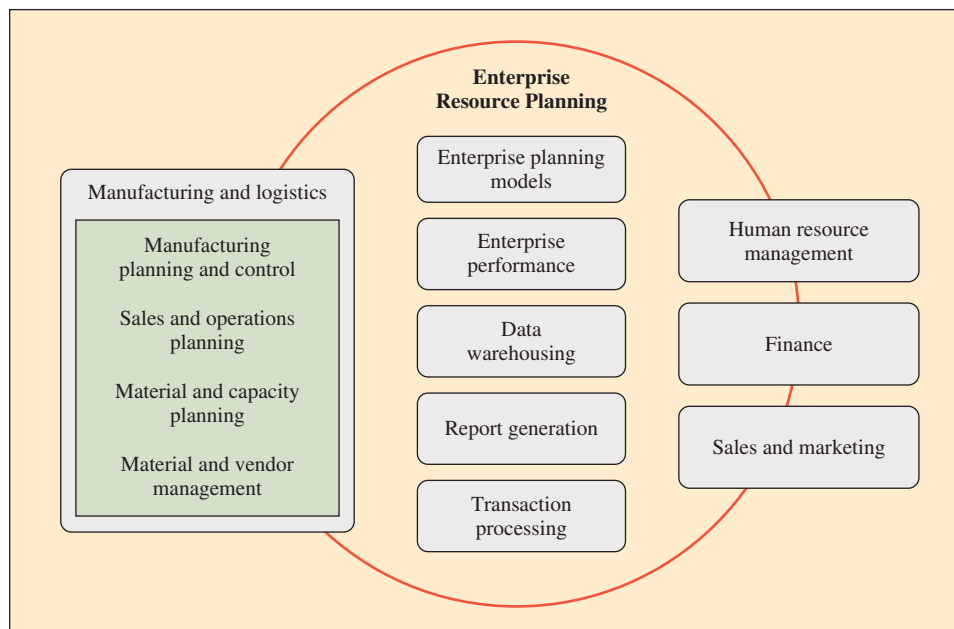 Enterprise
Resource Planning
Manufacturing and logistics
Manufacturing
planning and control
Sales and operations
planning
Material and capacity
planning
Material and vendor
management
Enterprise planning
models
Enterprise
performance
Data
warehousing
Report generation
Transaction
processing
Human resource
management
Finance
Sales and marketing